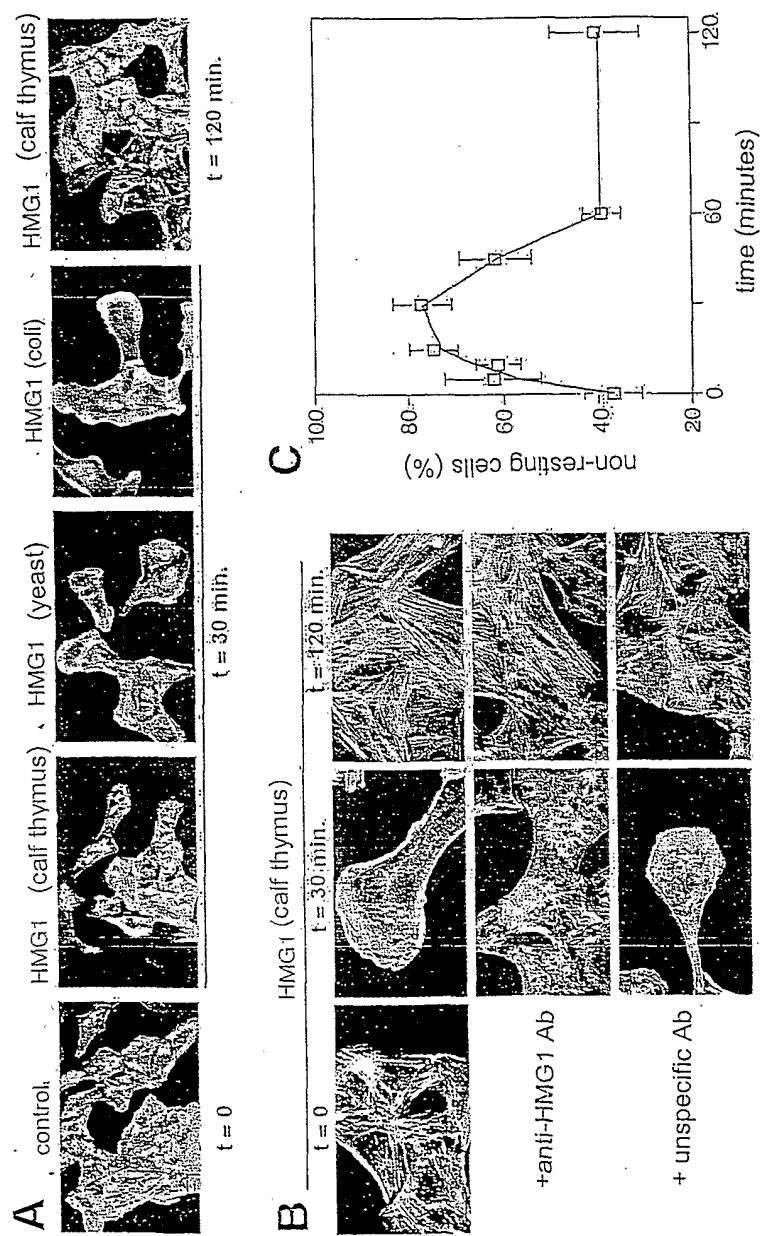 A
control
HMG1 (calf thymus)
HMG1 (yeast)
HMG1 (coli)
HMG1 (calf thymus)
t = 0
t = 30 min.
t = 120 min.
B
HMG1 (calf thymus)
t = 0
t = 30 min.
t = 120 min.
+anti-HMG1 Ab
+ unspecific Ab
C
non-resting cells (%)
100
80
60
40
20
0
60
120
time (minutes)